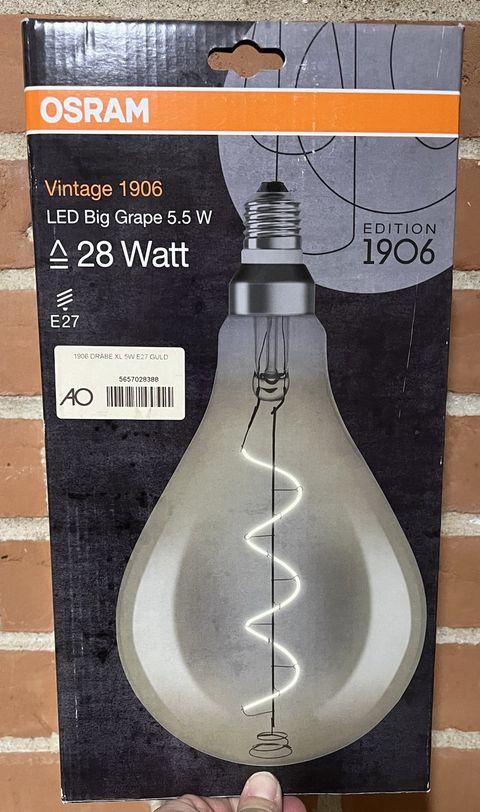 OSRAM
Vintage 1906
LED Big Grape 5.5 W
≙ 28 Watt
E27
EDITION
1906
1906 DRABE XL 5W E27 GULD
5657028388
AO